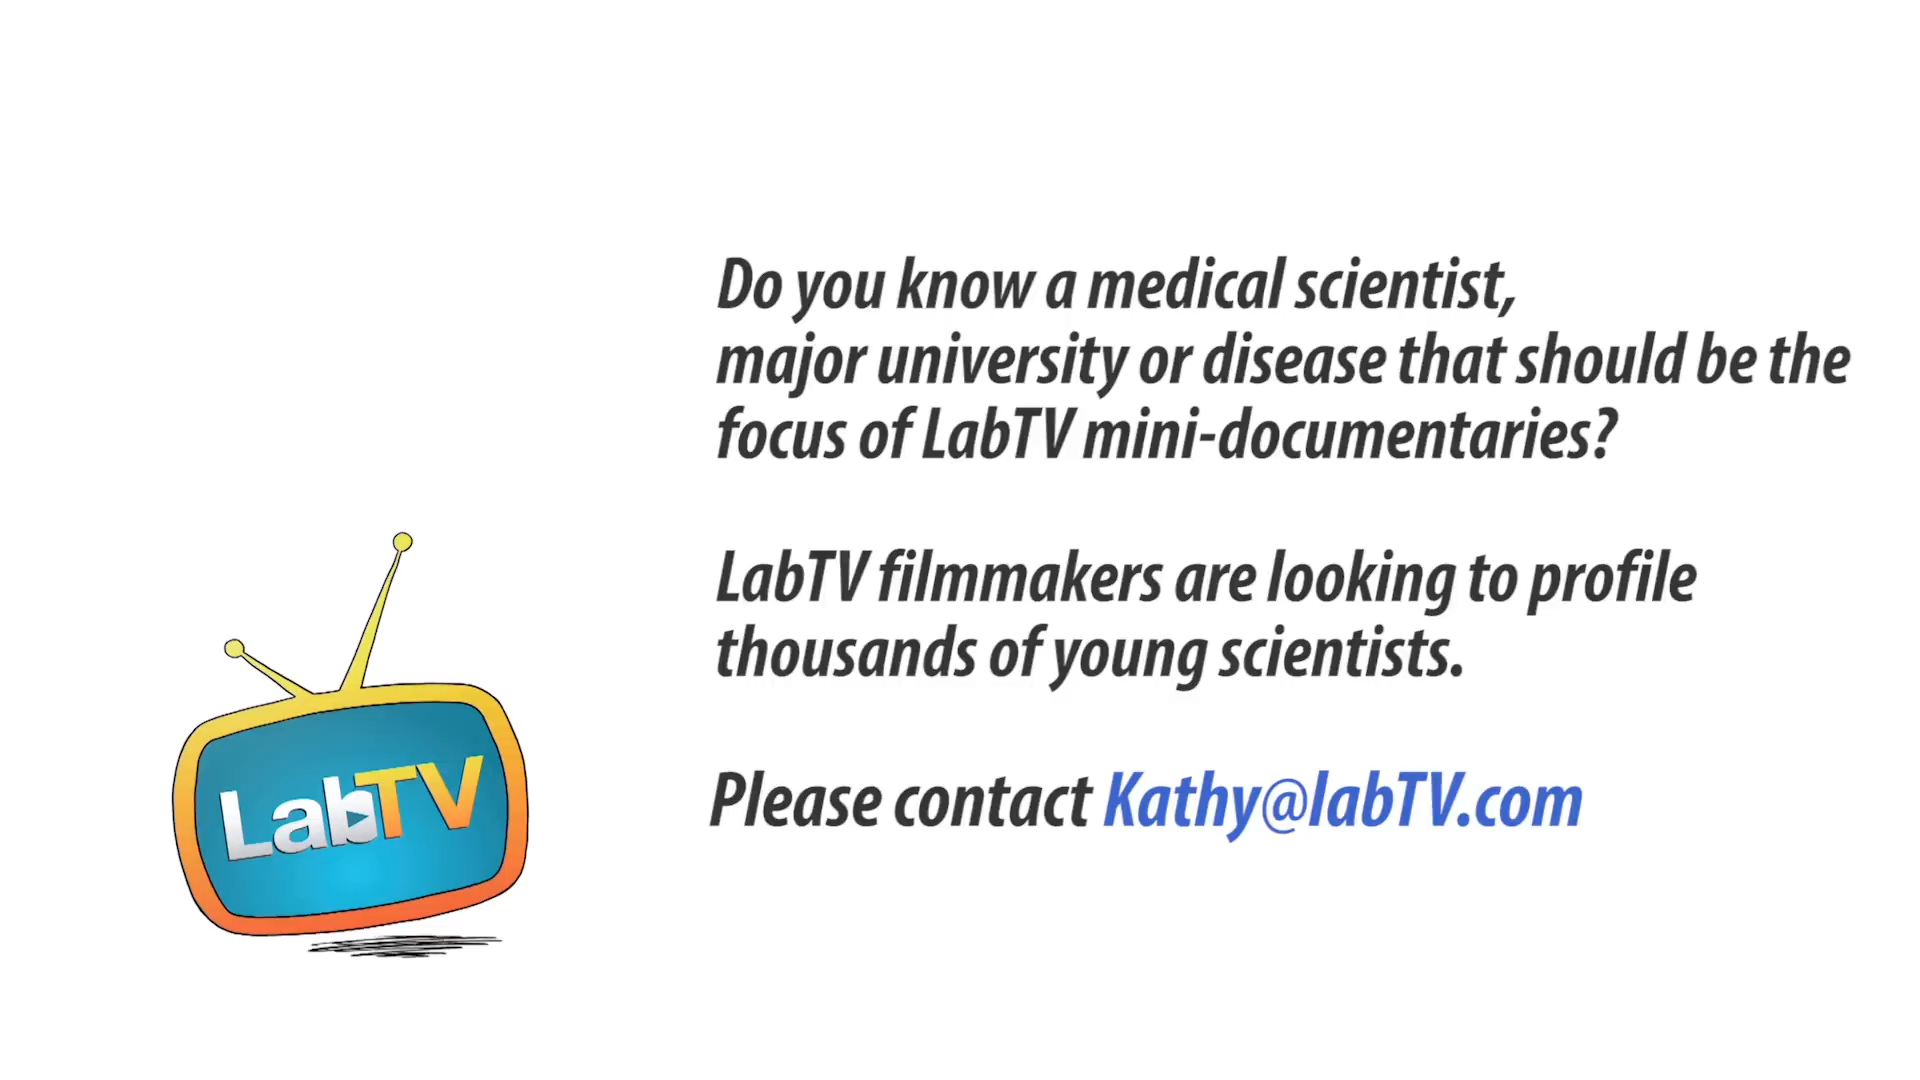 Do you know a medical scientist,
major university or disease that should be the
focus of LabTV mini-documentaries?
LabTV filmmakers are looking to profile
thousands of young scientists.
Please contact Kathy@labTV.com
LabTV